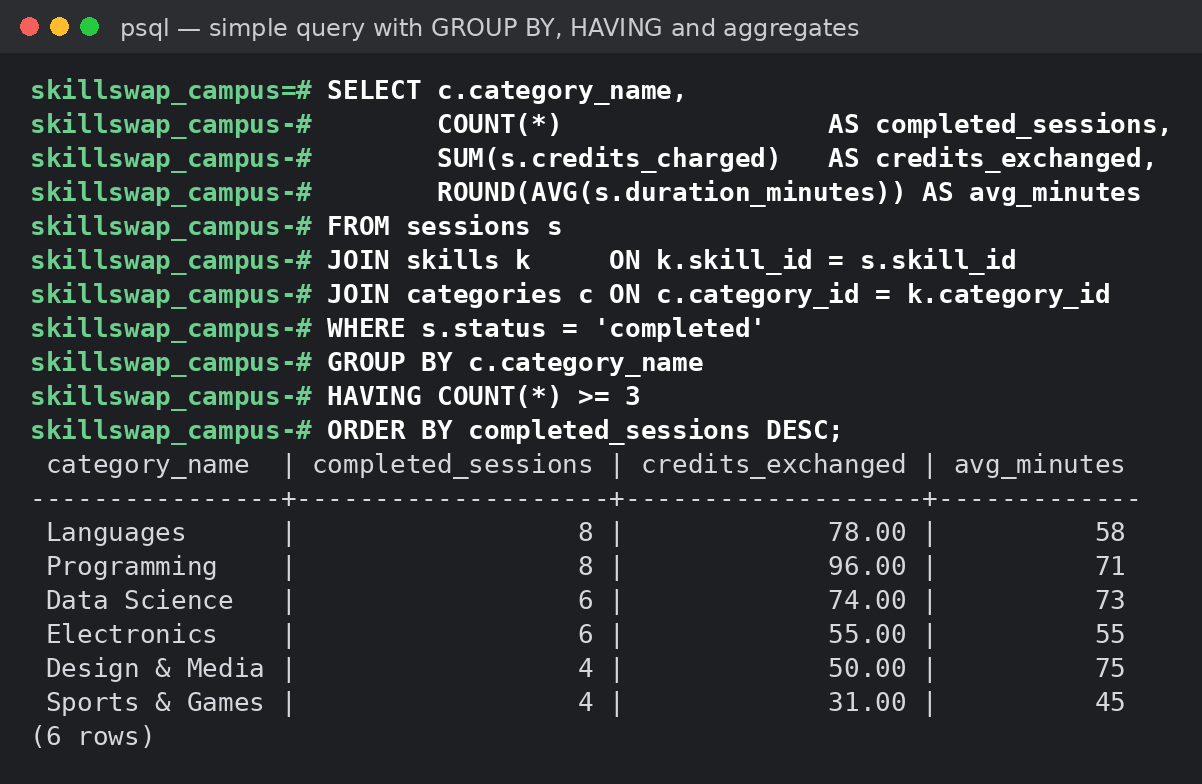 psql — simple query with GROUP BY, HAVING and aggregates
skillswap_campus=# SELECT c.category_name,
skillswap_campus-#        COUNT(*)                 AS completed_sessions,
skillswap_campus-#        SUM(s.credits_charged)   AS credits_exchanged,
skillswap_campus-#        ROUND(AVG(s.duration_minutes)) AS avg_minutes
skillswap_campus-# FROM sessions s
skillswap_campus-# JOIN skills k     ON k.skill_id = s.skill_id
skillswap_campus-# JOIN categories c ON c.category_id = k.category_id
skillswap_campus-# WHERE s.status = 'completed'
skillswap_campus-# GROUP BY c.category_name
skillswap_campus-# HAVING COUNT(*) >= 3
skillswap_campus-# ORDER BY completed_sessions DESC;
 category_name  | completed_sessions | credits_exchanged | avg_minutes
----------------+--------------------+-------------------+-------------
 Languages      |                  8 |             78.00 |          58
 Programming    |                  8 |             96.00 |          71
 Data Science   |                  6 |             74.00 |          73
 Electronics    |                  6 |             55.00 |          55
 Design & Media |                  4 |             50.00 |          75
 Sports & Games |                  4 |             31.00 |          45
(6 rows)